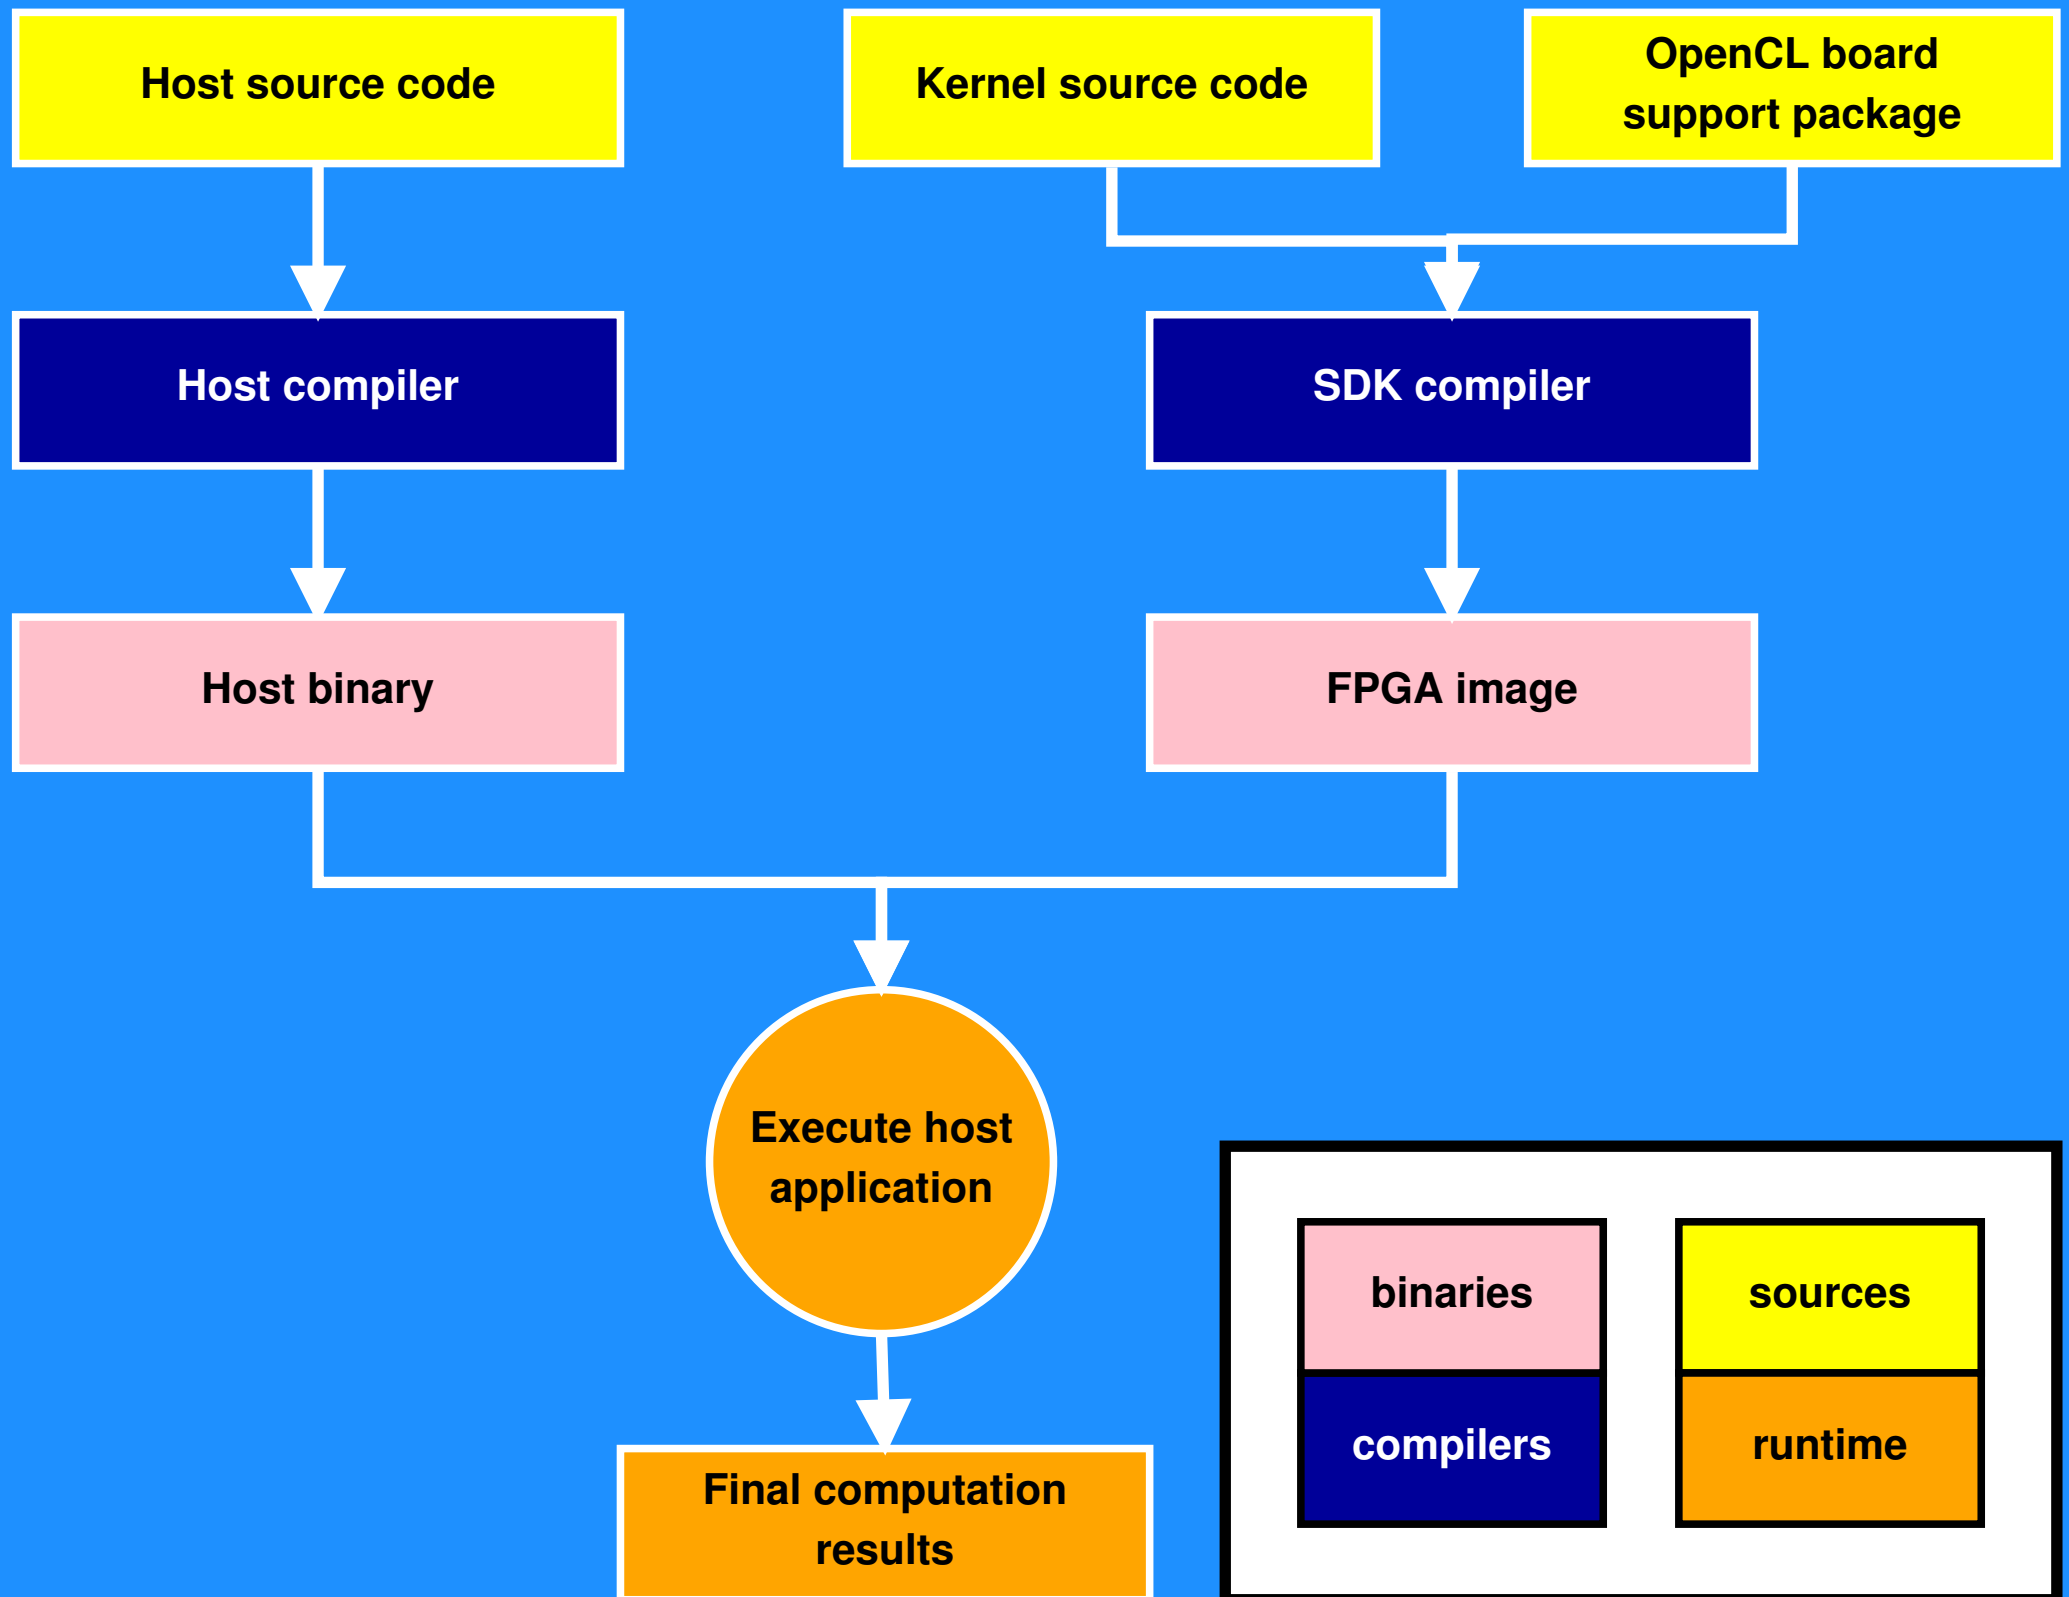 Host source code
Kernel source code
OpenCL board
support package
Host compiler
SDK compiler
Host binary
FPGA image
Execute host
application
binaries
sources
compilers
runtime
Final computation
results